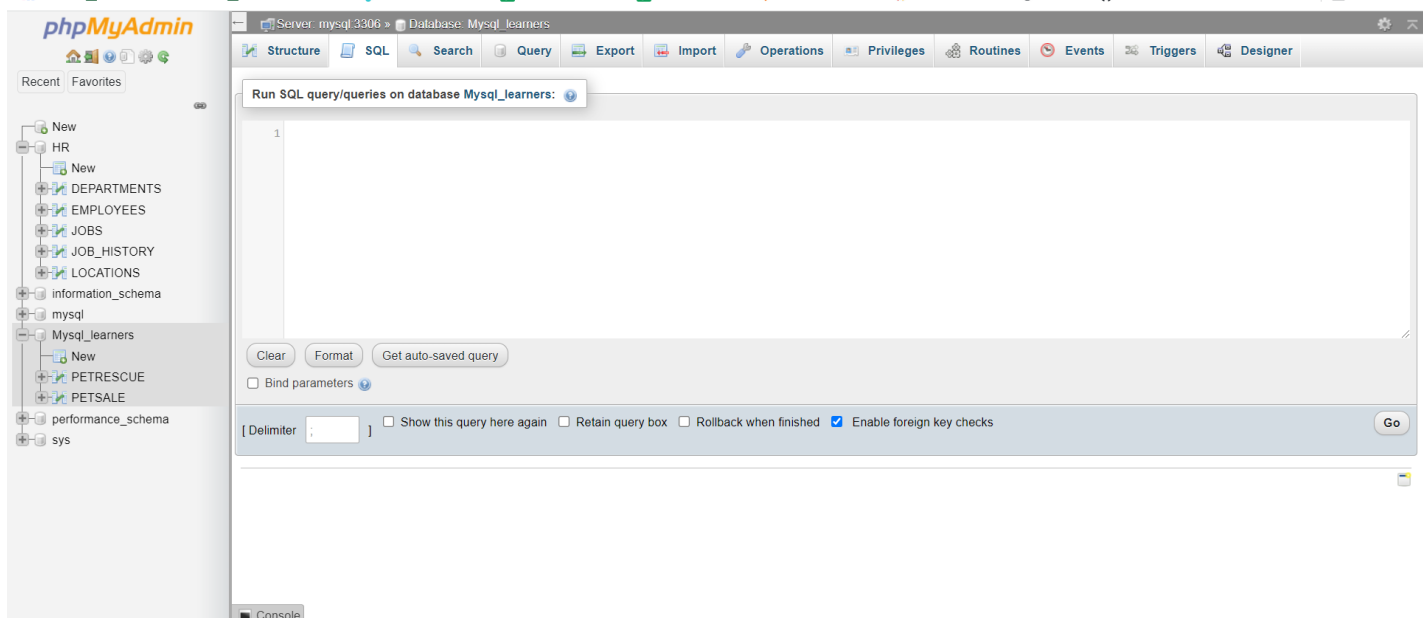 phpMyAdmin
Recent Favorites
New
HR
New
DEPARTMENTS
EMPLOYEES
JOBS
JOB_HISTORY
LOCATIONS
information_schema
mysql
Mysql_learners
New
PETRESCUE
PETSALE
performance_schema
sys
Server: mysql:3306 » Database: Mysql_learners
Structure SQL Search Query Export Import Operations Privileges Routines Events Triggers Designer
Run SQL query/queries on database Mysql_learners:
1
Clear Format Get auto-saved query
Bind parameters
[ Delimiter ; ] Show this query here again Retain query box Rollback when finished Enable foreign key checks Go
Console